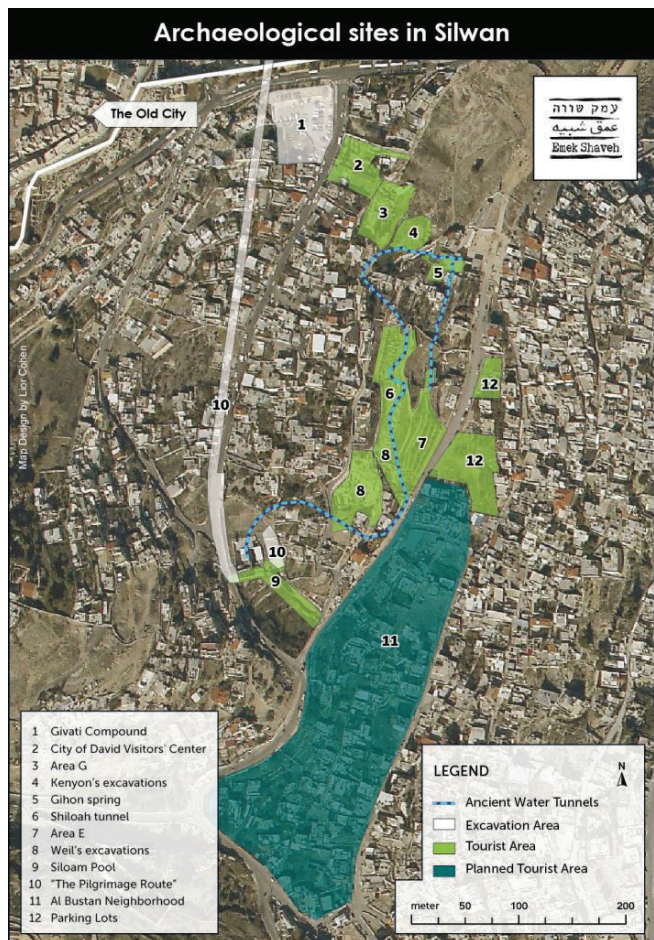 Archaeological sites in Silwan
The Old City
עמק שווה
عمق شبيه
Emek Shaveh
1
2
3
4
5
12
6
10
7
8
12
8
10
9
11
Map Design by Lior Cohen
1 Givati Compound
2 City of David Visitors' Center
3 Area G
4 Kenyon's excavations
5 Gihon spring
6 Shiloah tunnel
7 Area E
8 Weil's excavations
9 Siloam Pool
10 "The Pilgrimage Route"
11 Al Bustan Neighborhood
12 Parking Lots
LEGEND
N
Ancient Water Tunnels
Excavation Area
Tourist Area
Planned Tourist Area
meter 50 100 200